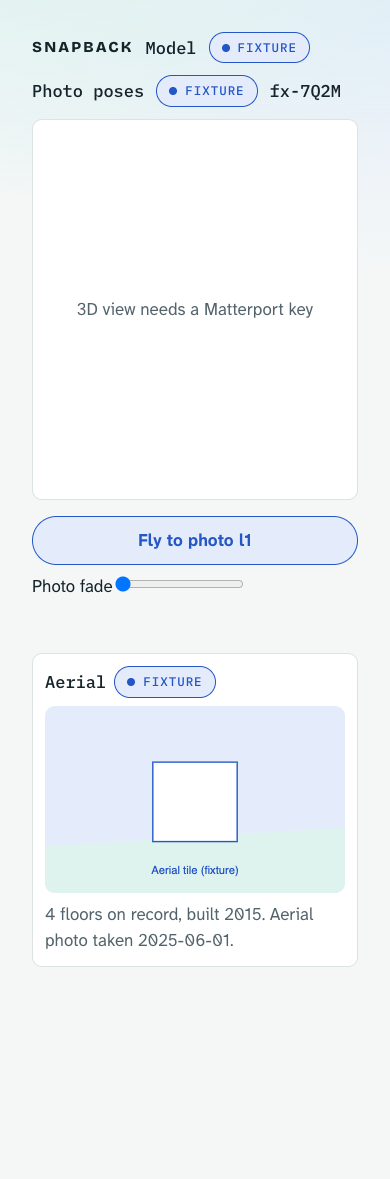 SNAPBACK Model FIXTURE
Photo poses FIXTURE fx-7Q2M
3D view needs a Matterport key
Fly to photo l1
Photo fade
Aerial FIXTURE
Aerial tile (fixture)
4 floors on record, built 2015. Aerial
photo taken 2025-06-01.